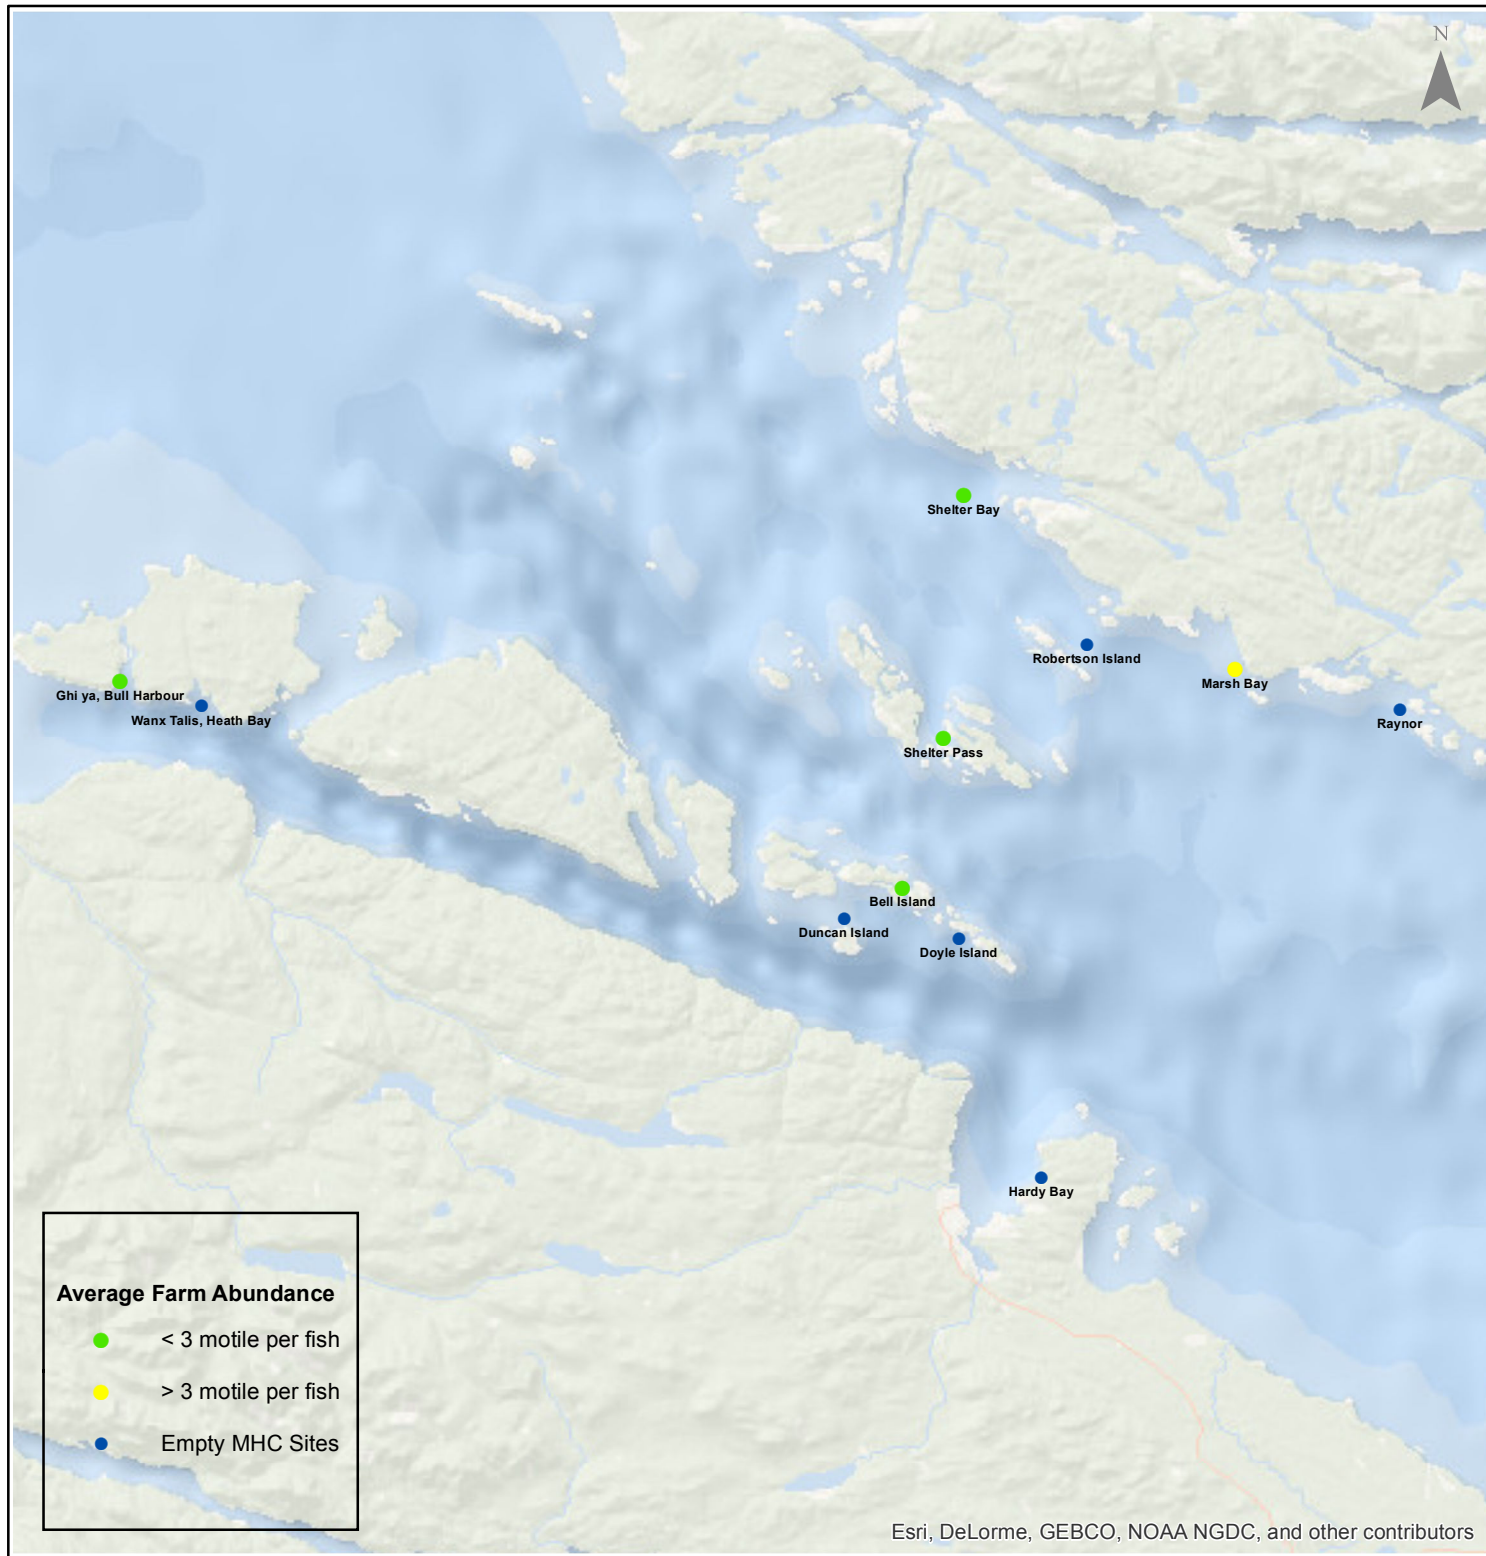 N
Shelter Bay
Robertson Island
Marsh Bay
Ghi ya, Bull Harbour
Wanx Talis, Heath Bay
Raynor
Shelter Pass
Bell Island
Duncan Island
Doyle Island
Hardy Bay
Average Farm Abundance
< 3 motile per fish
> 3 motile per fish
Empty MHC Sites
Esri, DeLorme, GEBCO, NOAA NGDC, and other contributors